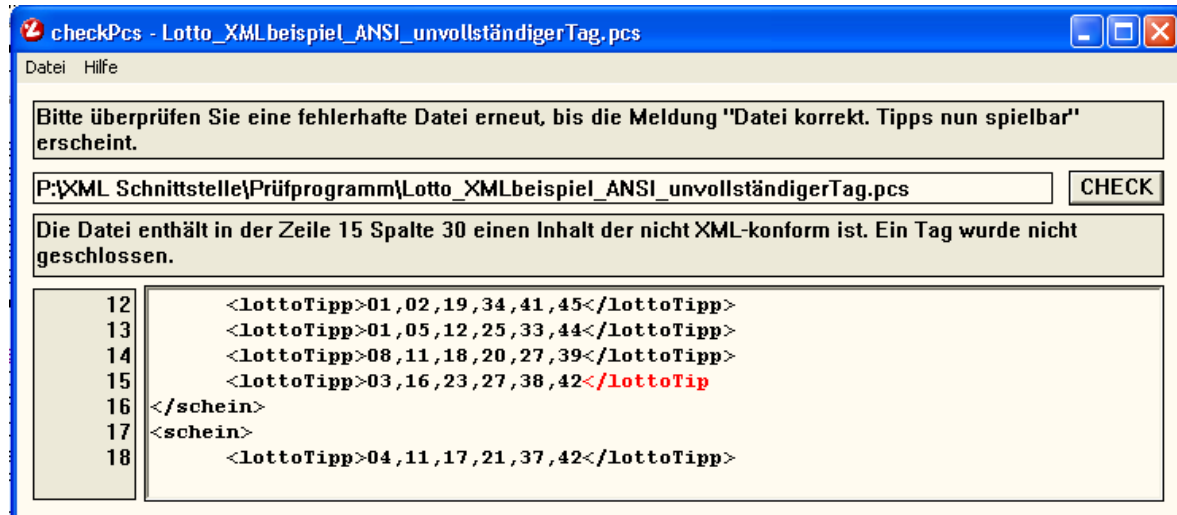 checkPcs - Lotto_XMLbeispiel_ANSI_unvollständigerTag.pcs
Datei Hilfe
Bitte überprüfen Sie eine fehlerhafte Datei erneut, bis die Meldung "Datei korrekt. Tipps nun spielbar"
erscheint.
P:\XML Schnittstelle\Prüfprogramm\Lotto_XMLbeispiel_ANSI_unvollständigerTag.pcs CHECK
Die Datei enthält in der Zeile 15 Spalte 30 einen Inhalt der nicht XML-konform ist. Ein Tag wurde nicht
geschlossen.
12 <lottoTipp>01,02,19,34,41,45</lottoTipp>
13 <lottoTipp>01,05,12,25,33,44</lottoTipp>
14 <lottoTipp>08,11,18,20,27,39</lottoTipp>
15 <lottoTipp>03,16,23,27,38,42</lottoTip
16 </schein>
17 <schein>
18 <lottoTipp>04,11,17,21,37,42</lottoTipp>